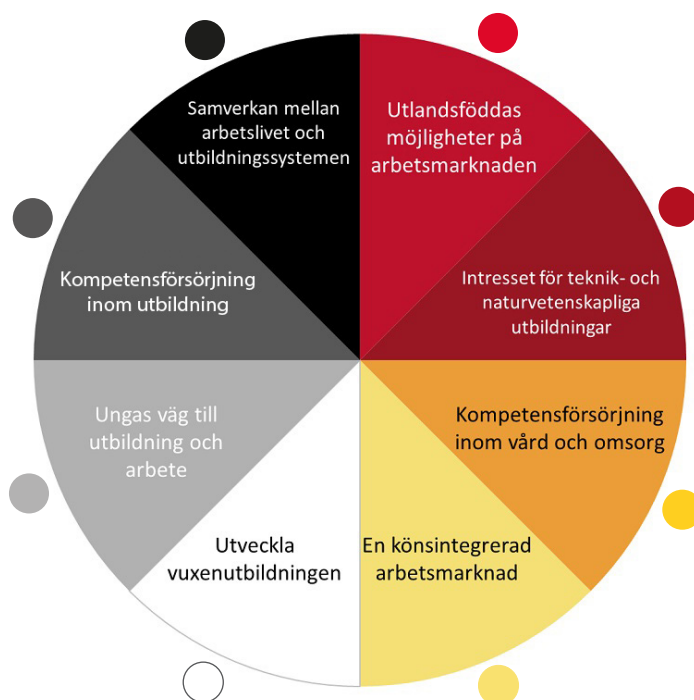 Samverkan mellan
arbetslivet och
utbildningssystemen
Utlandsföddas
möjligheter på
arbetsmarknaden
Kompetensförsörjning
inom utbildning
Intresset för teknik- och
naturvetenskapliga
utbildningar
Ungas väg till
utbildning och
arbete
Kompetensförsörjning
inom vård och omsorg
Utveckla
vuxenutbildningen
En könsintegrerad
arbetsmarknad